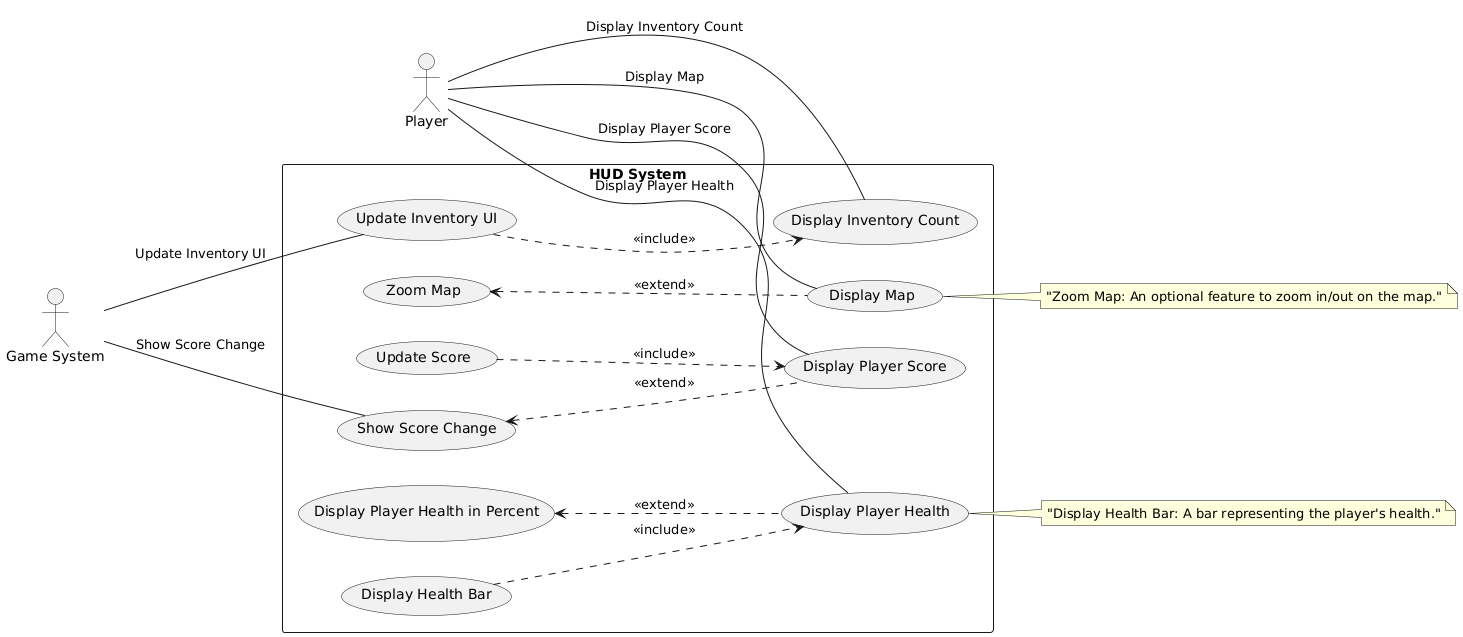 Display Inventory Count
Display Map
Player
Display Player Score
HUD System
Display Player Health
Update Inventory UI
Display Inventory Count
«include»
Update Inventory UI
Zoom Map
«extend»
Display Map
"Zoom Map: An optional feature to zoom in/out on the map."
Game System
Show Score Change
Update Score
«include»
Display Player Score
«extend»
Show Score Change
Display Player Health in Percent
«extend»
Display Player Health
"Display Health Bar: A bar representing the player's health."
«include»
Display Health Bar